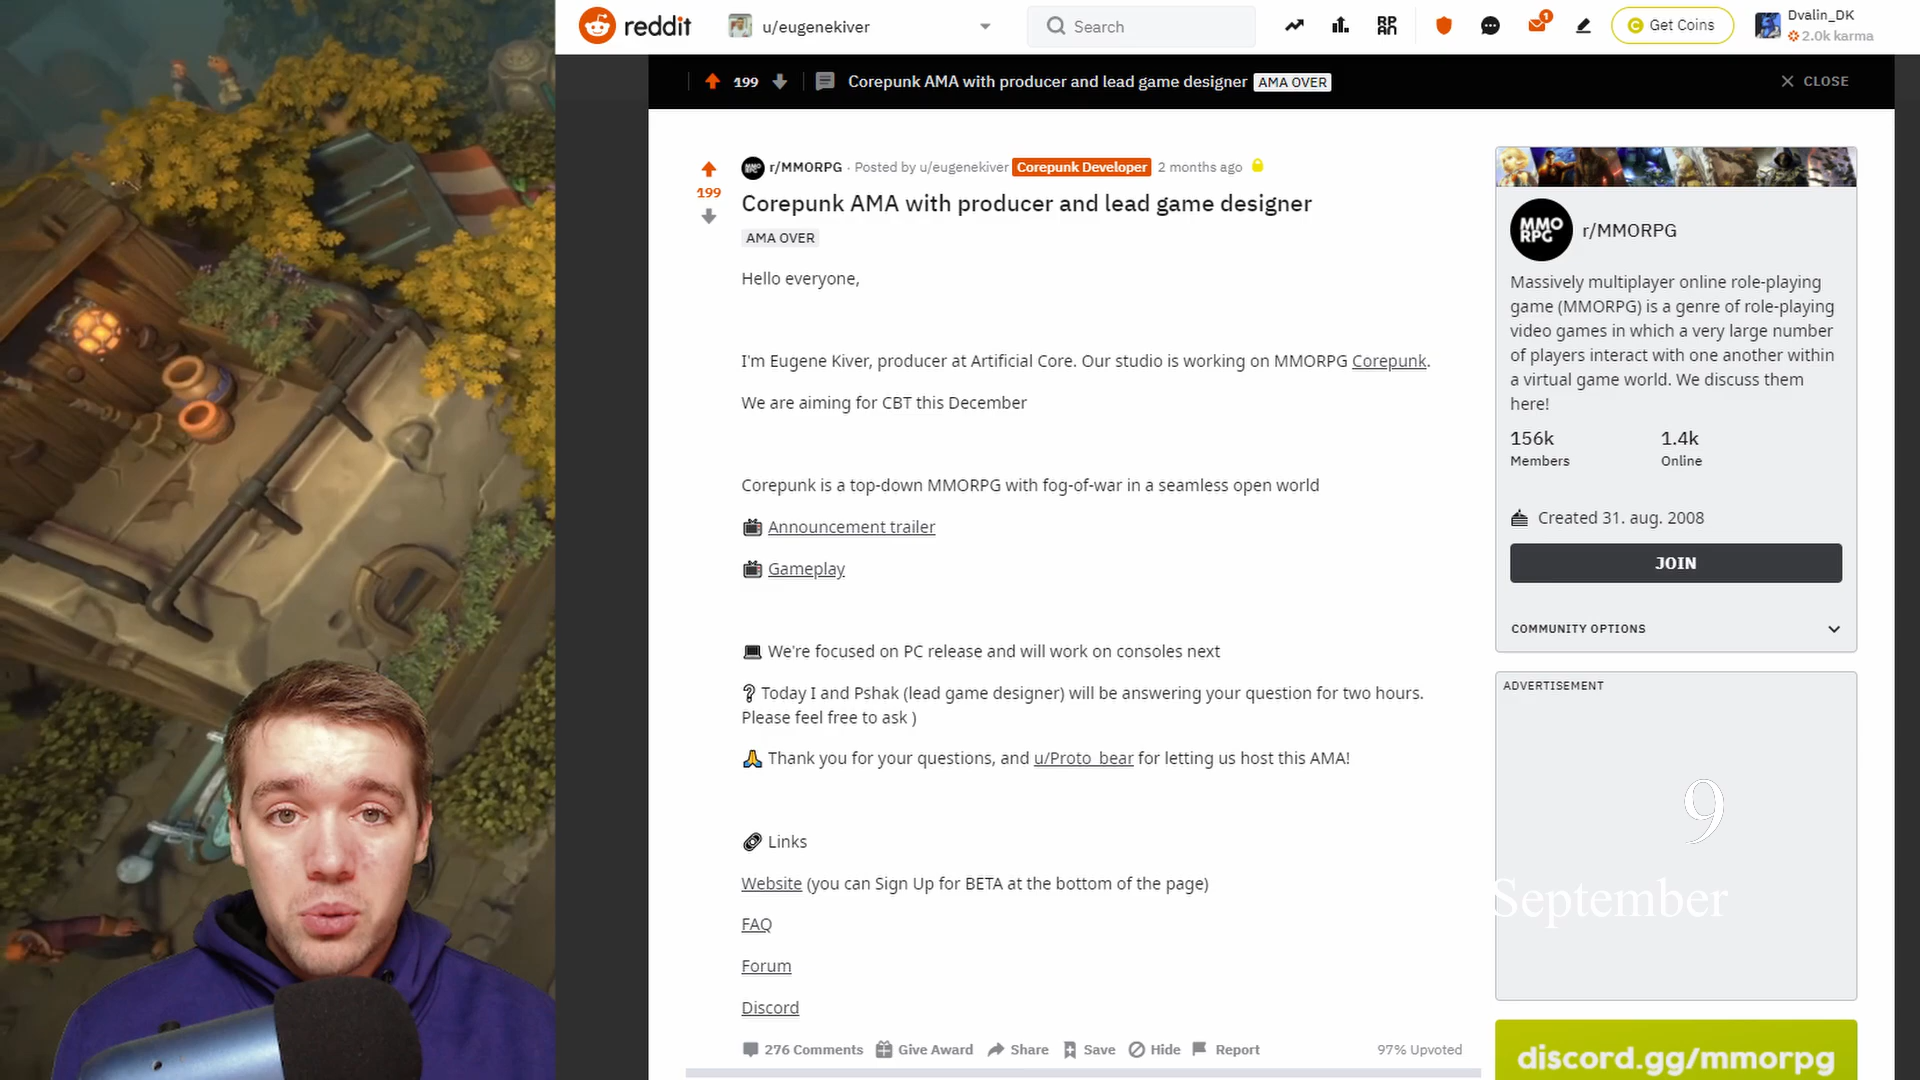 reddit
u/eugenekiver
Search
1
Get Coins
Dvalin_DK
2.0k karma
199
Corepunk AMA with producer and lead game designer AMA OVER
CLOSE
199
r/MMORPG · Posted by u/eugenekiver Corepunk Developer 2 months ago
Corepunk AMA with producer and lead game designer
AMA OVER
Hello everyone,
I'm Eugene Kiver, producer at Artificial Core. Our studio is working on MMORPG Corepunk.
We are aiming for CBT this December
Corepunk is a top-down MMORPG with fog-of-war in a seamless open world
Announcement trailer
Gameplay
We're focused on PC release and will work on consoles next
Today I and Pshak (lead game designer) will be answering your question for two hours.
Please feel free to ask )
Thank you for your questions, and u/Proto_bear for letting us host this AMA!
Links
Website (you can Sign Up for BETA at the bottom of the page)
FAQ
Forum
Discord
276 Comments Give Award Share Save Hide Report 97% Upvoted
MMO
RPG
r/MMORPG
Massively multiplayer online role-playing
game (MMORPG) is a genre of role-playing
video games in which a very large number
of players interact with one another within
a virtual game world. We discuss them
here!
156k
Members
1.4k
Online
Created 31. aug. 2008
JOIN
COMMUNITY OPTIONS
ADVERTISEMENT
9
September
discord.gg/mmorpg